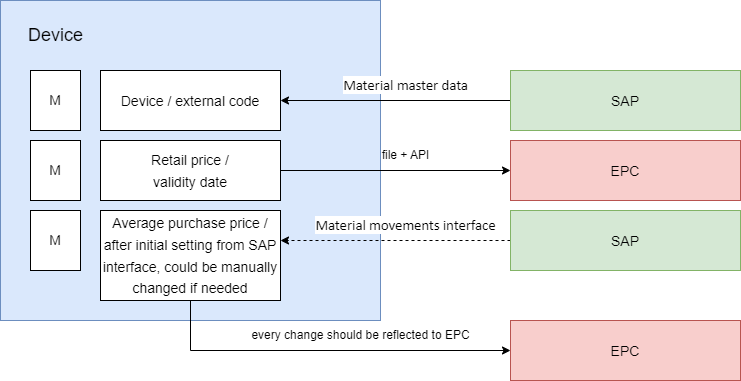 Device
M
Device / external code
Material master data
SAP
M
Retail price /
validity date
file + API
EPC
M
Average purchase price /
after initial setting from SAP
interface, could be manually
changed if needed
Material movements interface
SAP
every change should be reflected to EPC
EPC